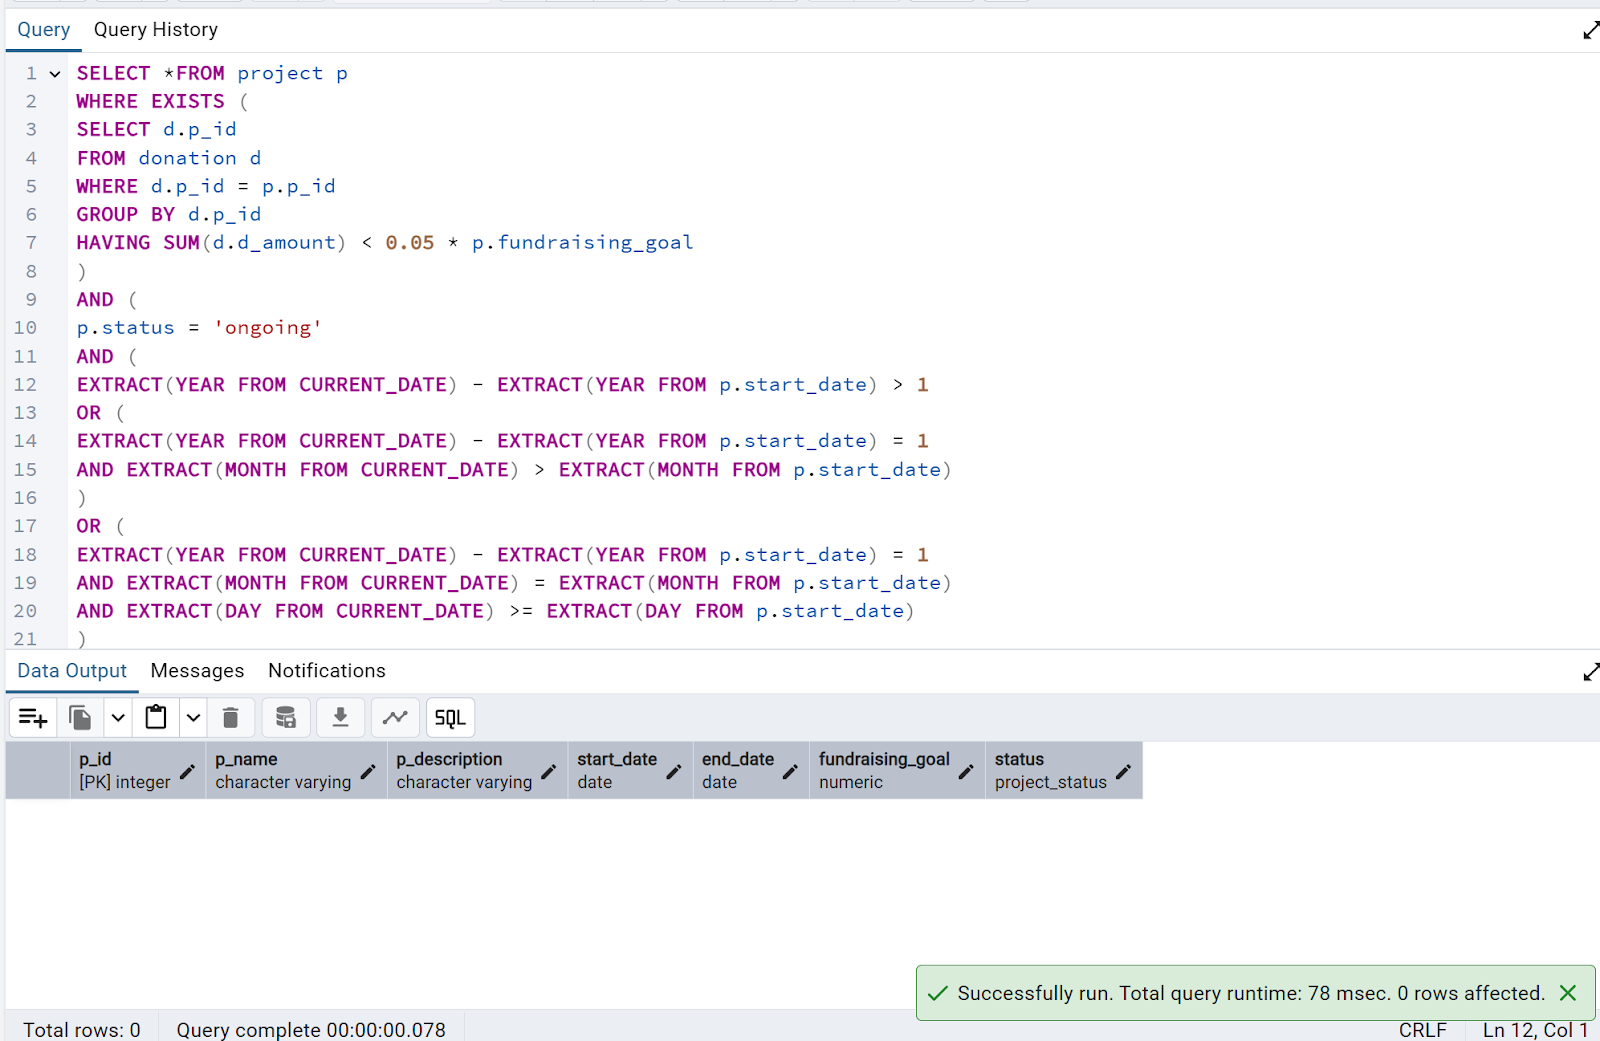 Query Query History
1 SELECT *FROM project p
2 WHERE EXISTS (
3 SELECT d.p_id
4 FROM donation d
5 WHERE d.p_id = p.p_id
6 GROUP BY d.p_id
7 HAVING SUM(d.d_amount) < 0.05 * p.fundraising_goal
8 )
9 AND (
10 p.status = 'ongoing'
11 AND (
12 EXTRACT(YEAR FROM CURRENT_DATE) - EXTRACT(YEAR FROM p.start_date) > 1
13 OR (
14 EXTRACT(YEAR FROM CURRENT_DATE) - EXTRACT(YEAR FROM p.start_date) = 1
15 AND EXTRACT(MONTH FROM CURRENT_DATE) > EXTRACT(MONTH FROM p.start_date)
16 )
17 OR (
18 EXTRACT(YEAR FROM CURRENT_DATE) - EXTRACT(YEAR FROM p.start_date) = 1
19 AND EXTRACT(MONTH FROM CURRENT_DATE) = EXTRACT(MONTH FROM p.start_date)
20 AND EXTRACT(DAY FROM CURRENT_DATE) >= EXTRACT(DAY FROM p.start_date)
21 )
Data Output Messages Notifications
SQL
p_id p_name p_description start_date end_date fundraising_goal status
[PK] integer character varying character varying date date numeric project_status
Successfully run. Total query runtime: 78 msec. 0 rows affected.
Total rows: 0 Query complete 00:00:00.078 CRLF Ln 12, Col 1